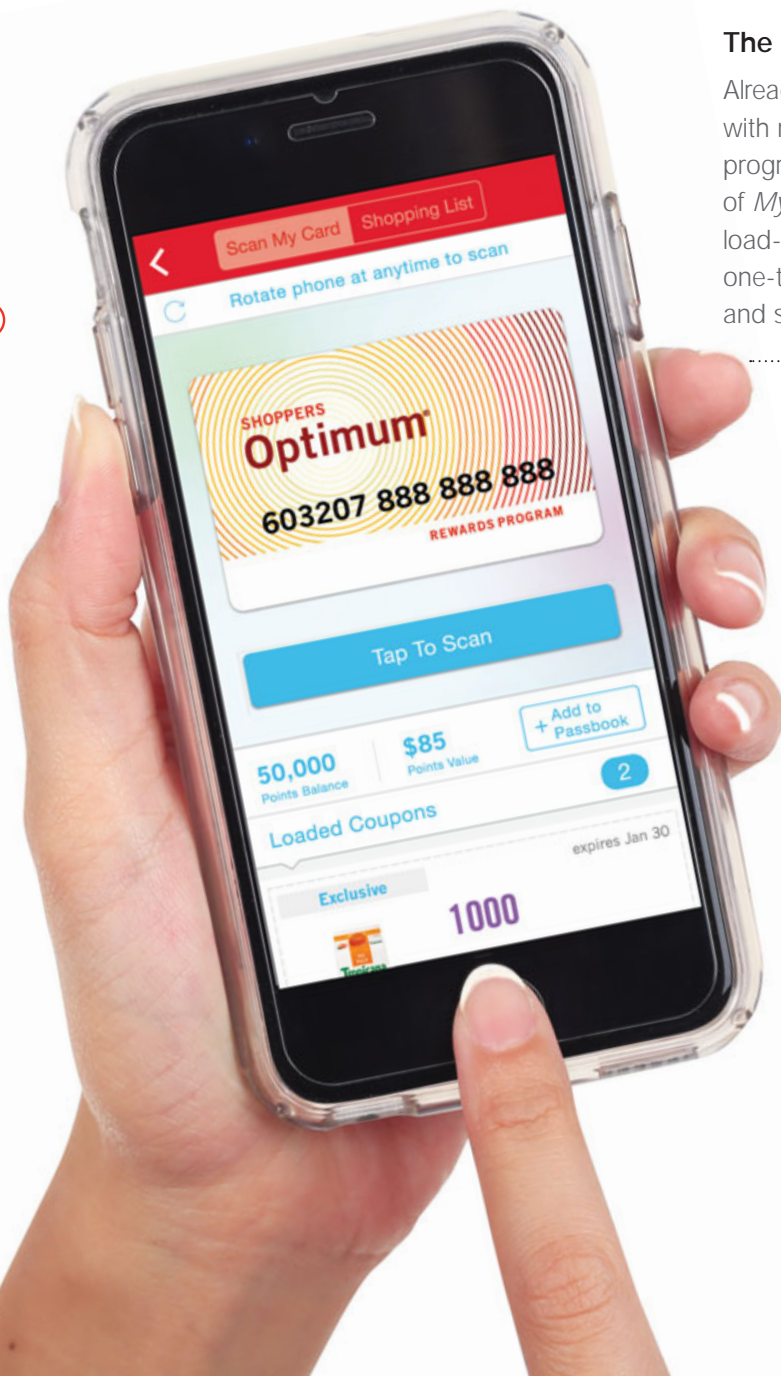 The
Alrea
with r
progr
of My
load-
one-t
and s
Scan My Card Shopping List
Rotate phone at anytime to scan
SHOPPERS
Optimum®
603207 888 888 888
REWARDS PROGRAM
Tap To Scan
50,000
Points Balance
$85
Points Value
+ Add to
Passbook
Loaded Coupons 2
expires Jan 30
Exclusive
1000
Tropicana